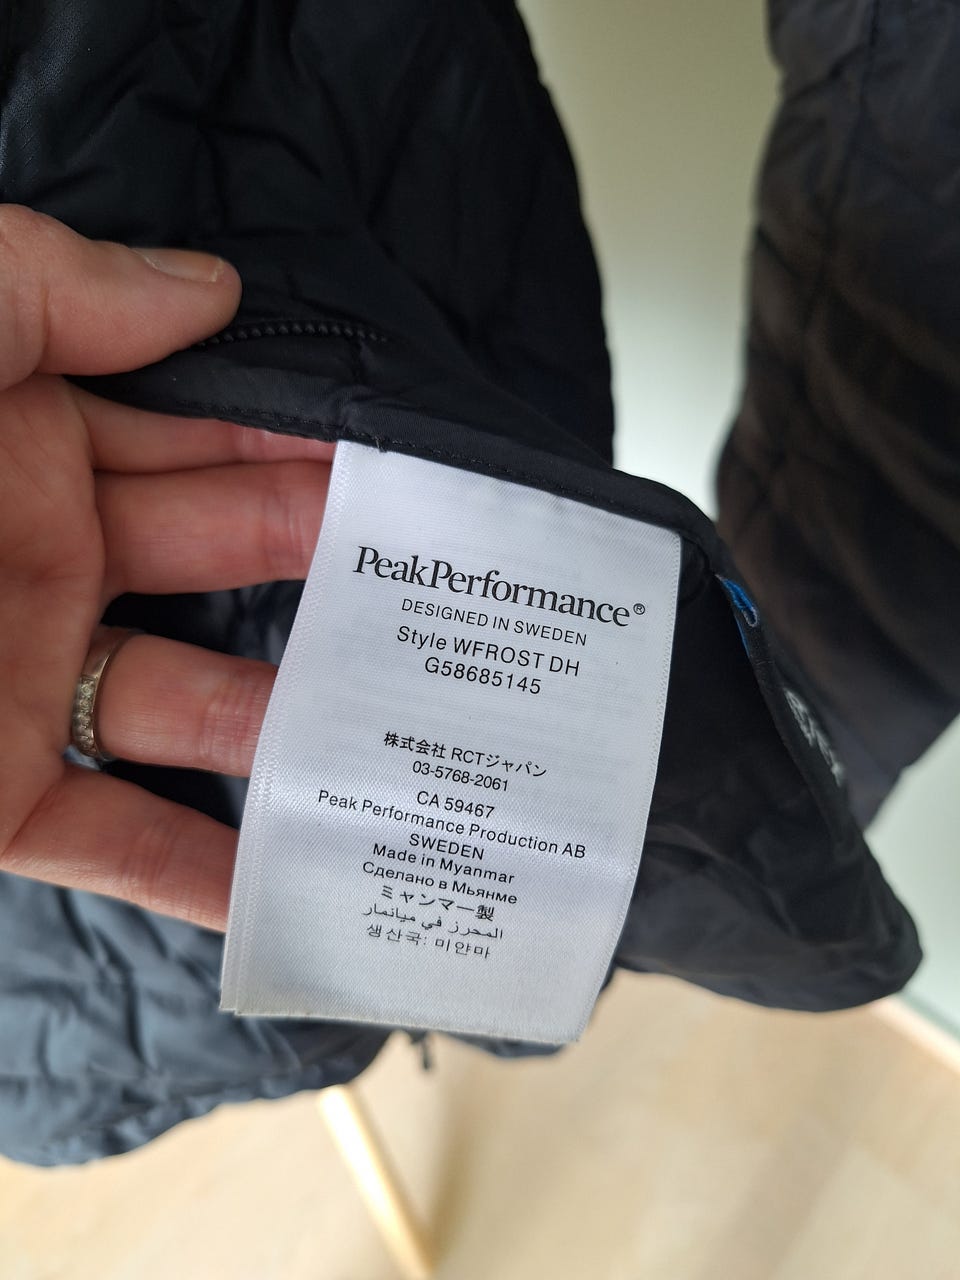 PeakPerformance®
DESIGNED IN SWEDEN
Style WFROST DH
G58685145
株式会社 RCTジャパン
03-5768-2061
CA 59467
Peak Performance Production AB
SWEDEN
Made in Myanmar
Сделано в Мьянме
ミャンマー製
المحرز في ميانمار
생산국: 미얀마